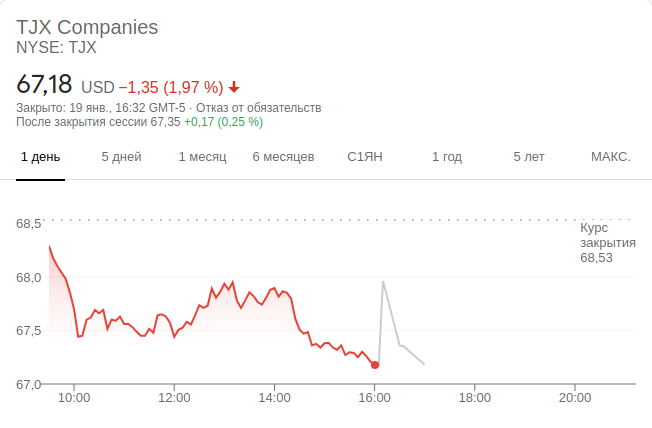 TJX Companies
NYSE: TJX
67,18 USD −1,35 (1,97 %)
Закрыто: 19 янв., 16:32 GMT-5 · Отказ от обязательств
После закрытия сессии 67,35 +0,17 (0,25 %)
1 день 5 дней 1 месяц 6 месяцев С1ЯН 1 год 5 лет МАКС.
68,5
Курс
закрытия
68,53
68,0
67,5
67,0
10:00 12:00 14:00 16:00 18:00 20:00